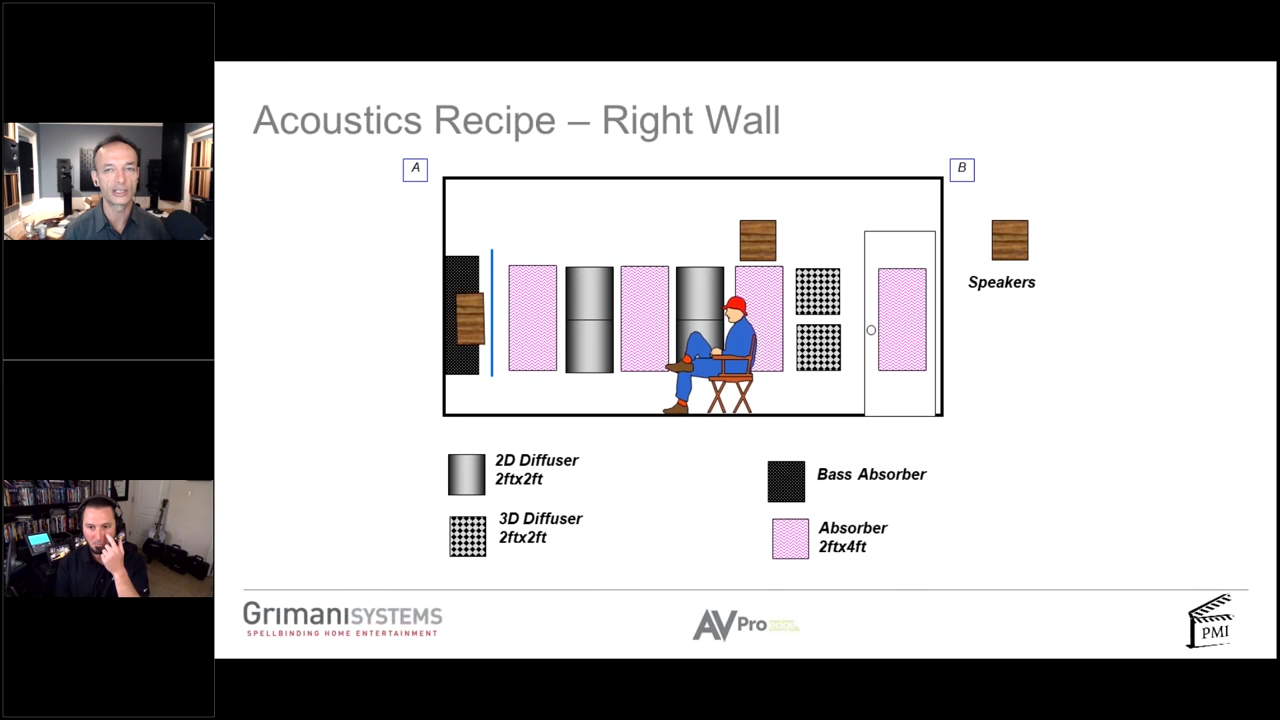 Acoustics Recipe – Right Wall
A
B
Speakers
2D Diffuser
2ftx2ft
Bass Absorber
3D Diffuser
2ftx2ft
Absorber
2ftx4ft
GrimaniSYSTEMS
SPELLBINDING HOME ENTERTAINMENT
AVPro
PMI